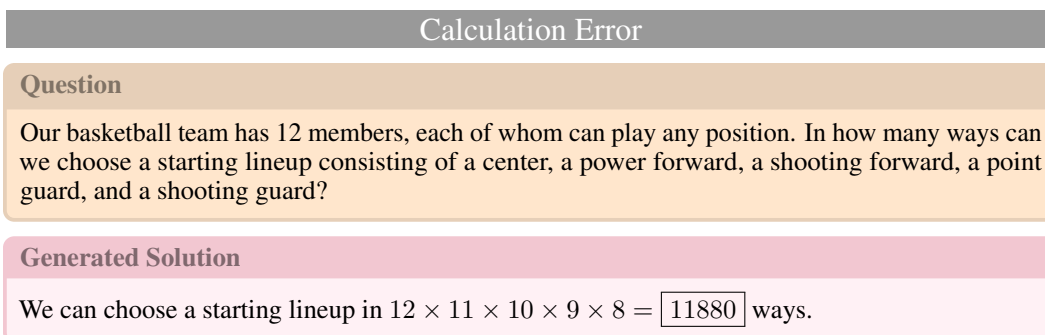 Calculation Error
Question
Our basketball team has 12 members, each of whom can play any position. In how many ways can
we choose a starting lineup consisting of a center, a power forward, a shooting forward, a point
guard, and a shooting guard?
Generated Solution
We can choose a starting lineup in 12 × 11 × 10 × 9 × 8 = 11880 ways.